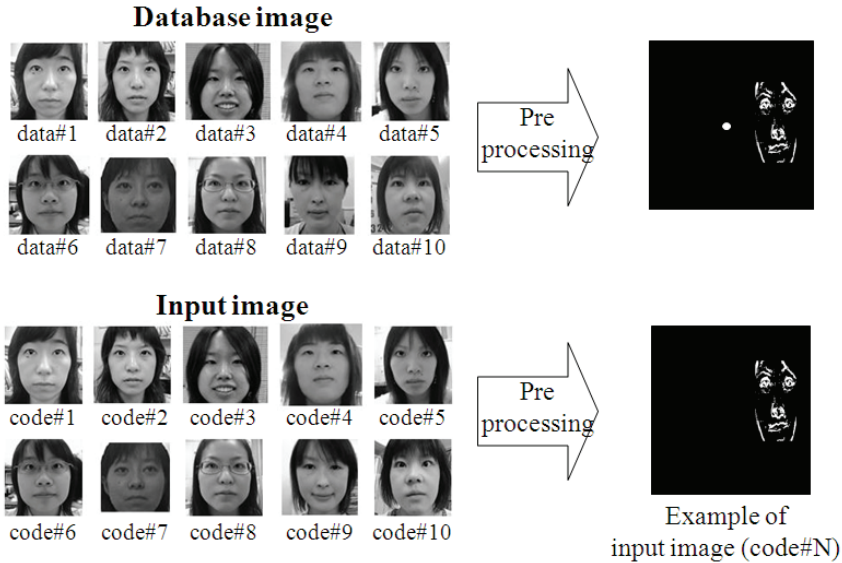 Database image
data#1 data#2 data#3 data#4 data#5
Pre
processing
data#6 data#7 data#8 data#9 data#10
Input image
code#1 code#2 code#3 code#4 code#5
Pre
processing
code#6 code#7 code#8 code#9 code#10
Example of
input image (code#N)